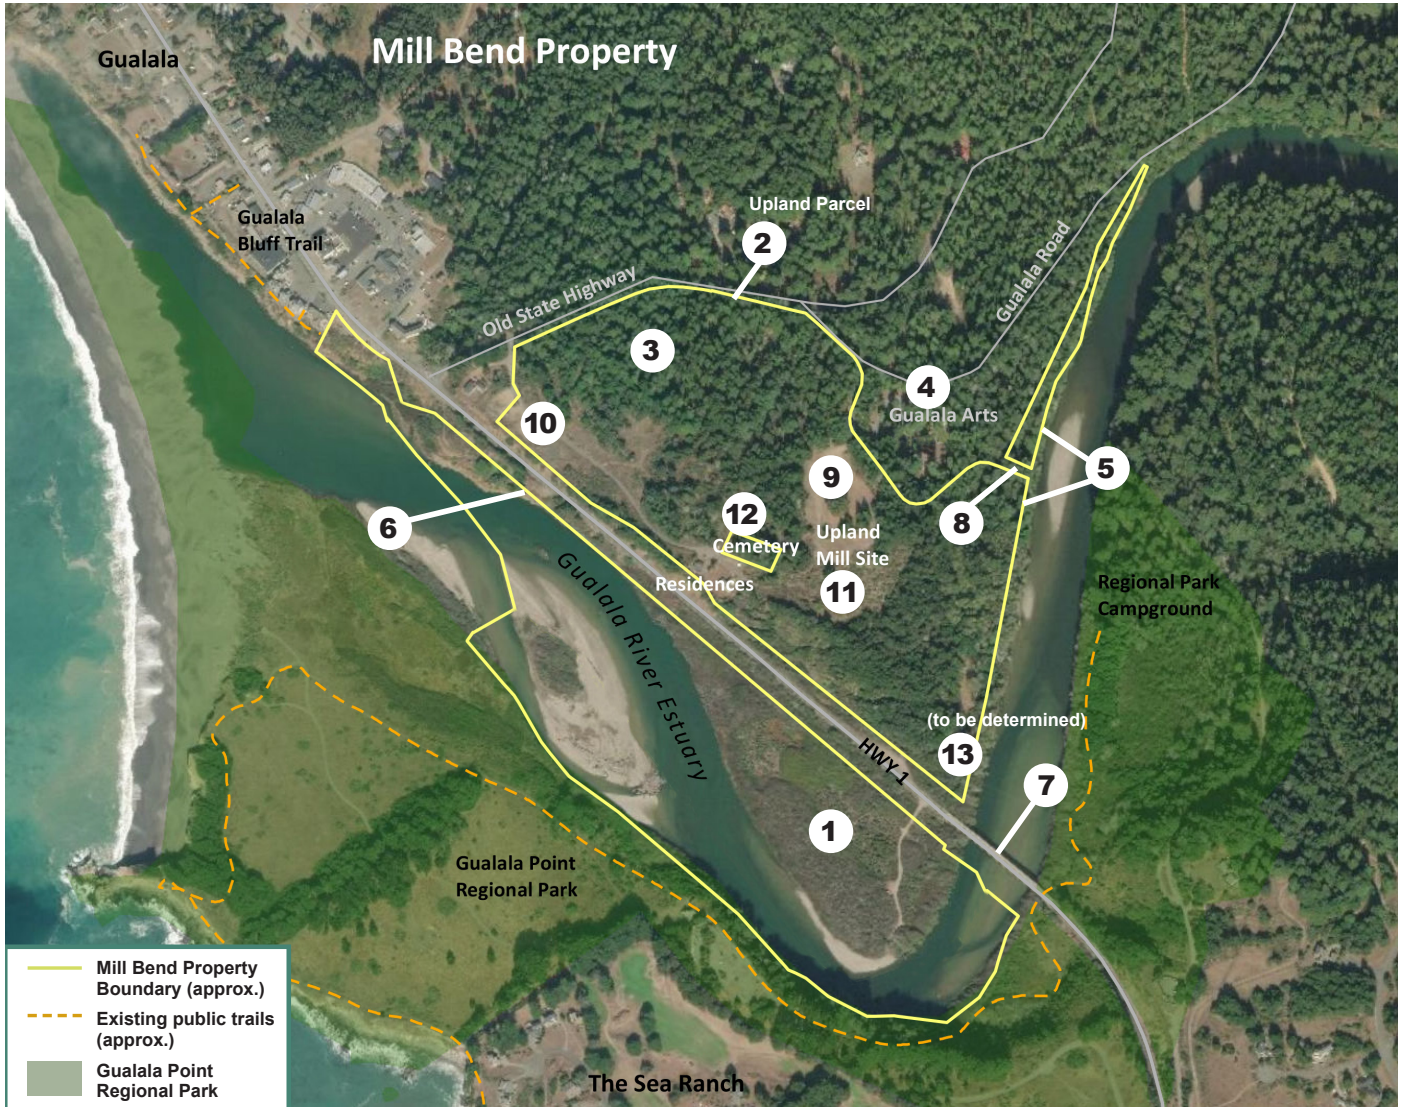 Mill Bend Property
Gualala
Upland Parcel
2
Gualala
Bluff Trail
Old State Highway
Gualala Road
3
4
Gualala Arts
10
9
5
12
6
8
Cemetery
Upland
Mill Site
Residences
11
Regional Park
Campground
Gualala River Estuary
(to be determined)
13
HWY 1
7
1
Gualala Point
Regional Park
The Sea Ranch
Mill Bend Property
Boundary (approx.)
Existing public trails
(approx.)
Gualala Point
Regional Park